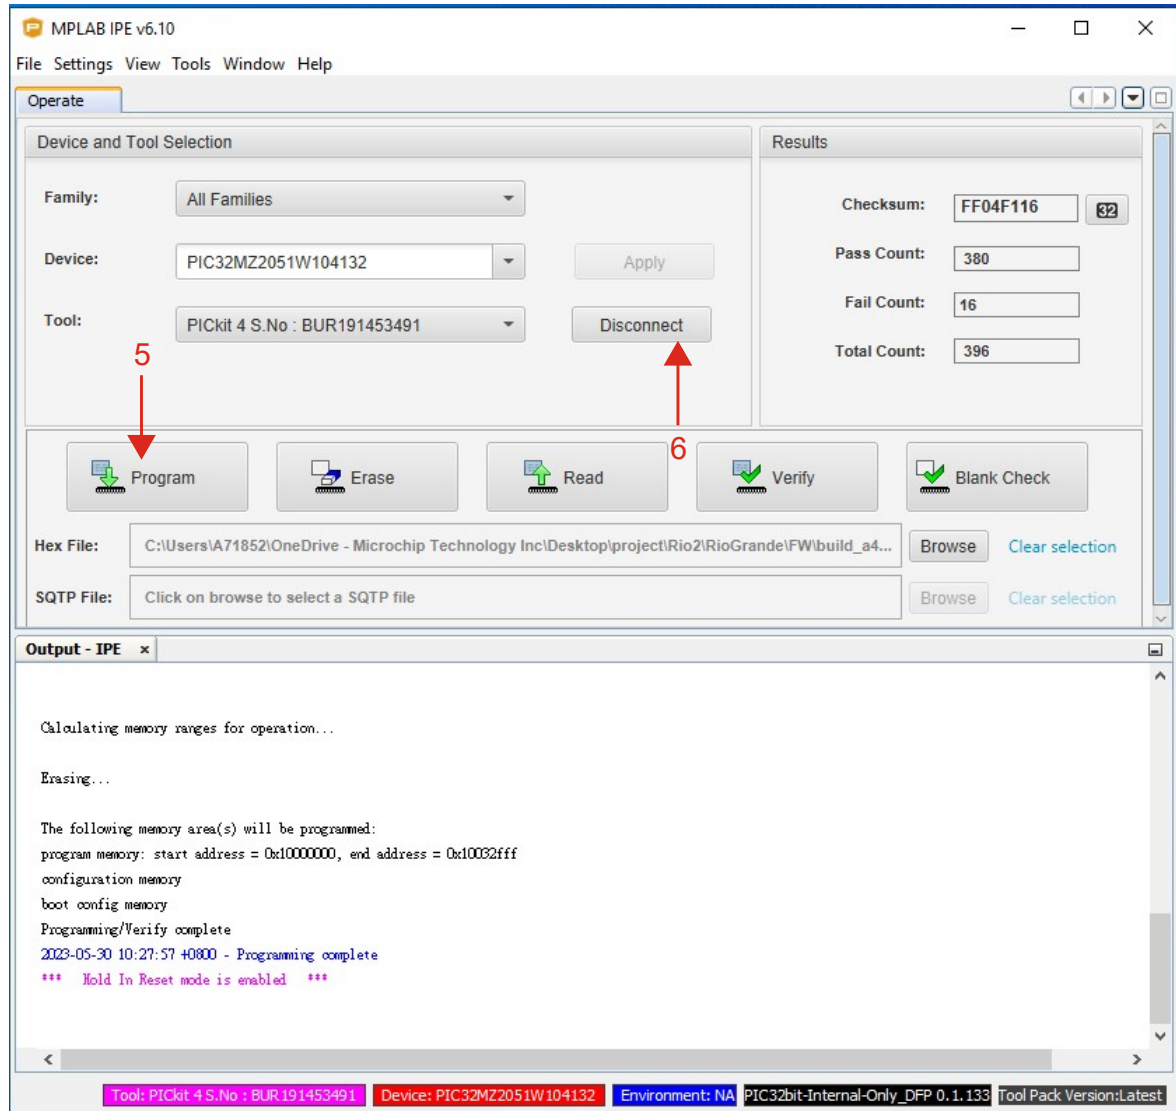 MPLAB IPE v6.10
File Settings View Tools Window Help
Operate
Device and Tool Selection
Family: All Families
Device: PIC32MZ2051W104132 Apply
Tool: PICkit 4 S.No : BUR191453491 Disconnect
Results
Checksum: FF04F116 32
Pass Count: 380
Fail Count: 16
Total Count: 396
5
6
Program Erase Read Verify Blank Check
Hex File: C:\Users\A71852\OneDrive - Microchip Technology Inc\Desktop\project\Rio2\RioGrande\FW\build_a4... Browse Clear selection
SQTP File: Click on browse to select a SQTP file Browse Clear selection
Output - IPE x
Calculating memory ranges for operation...
Erasing...
The following memory area(s) will be programmed:
program memory: start address = 0x10000000, end address = 0x10032fff
configuration memory
boot config memory
Programming/Verify complete
2023-05-30 10:27:57 +0800 - Programming complete
*** Hold In Reset mode is enabled ***
Tool: PICkit 4 S.No : BUR191453491 Device: PIC32MZ2051W104132 Environment: NA PIC32bit-Internal-Only_DFP 0.1.133 Tool Pack Version:Latest